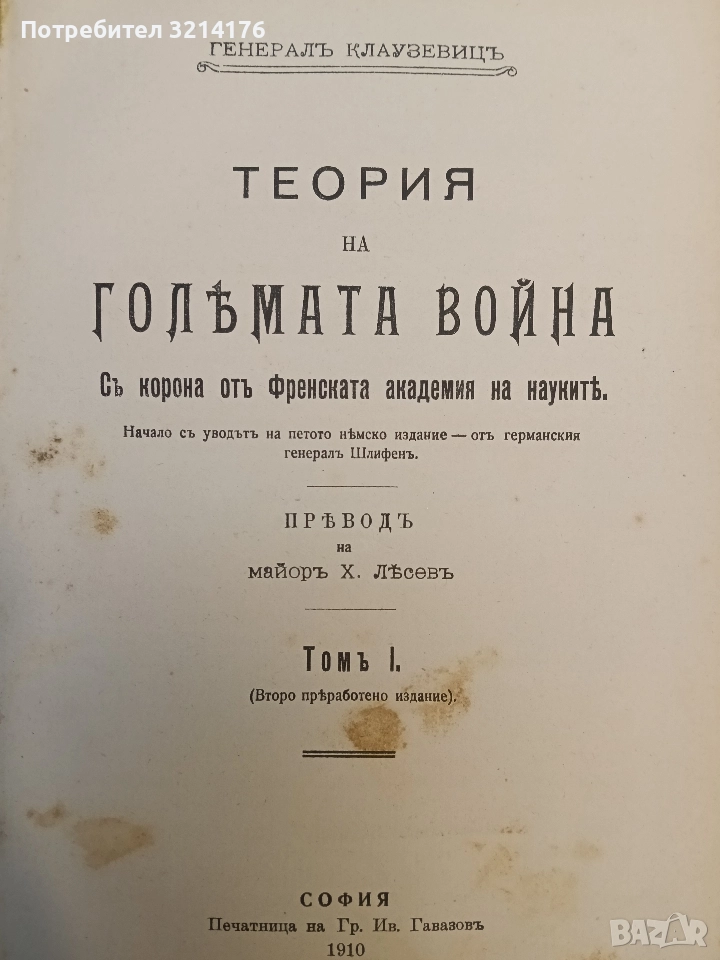 Потребител 3214176
ГЕНЕРАЛЪ КЛАУЗЕВИЦЪ
ТЕОРИЯ
НА
ГОЛѢМАТА ВОЙНА
Съ корона отъ Френската академия на наукитѣ.
Начало съ уводътъ на петото нѣмско издание — отъ германския
генералъ Шлифенъ.
ПРѢВОДЪ
на
майоръ Х. Лѣсевъ
Томъ I.
(Второ прѣработено издание).
СОФИЯ
Печатница на Гр. Ив. Гавазовъ
1910
BAZAR